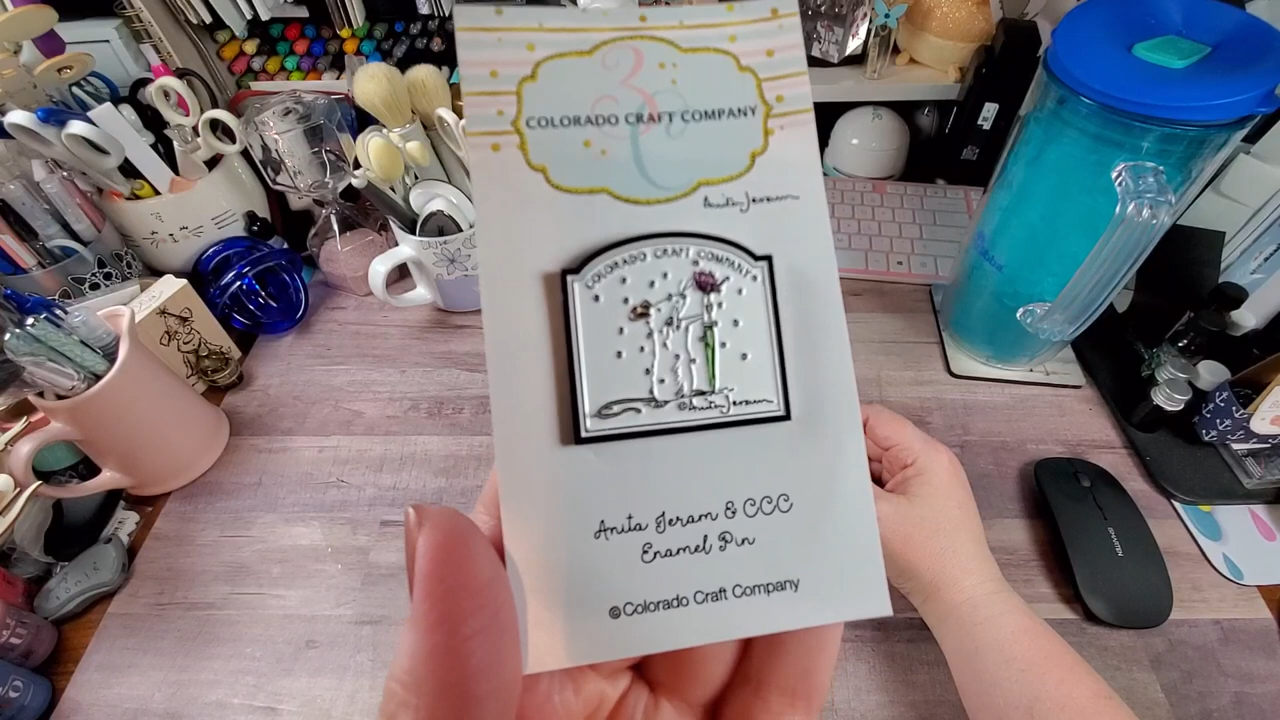 COLORADO CRAFT COMPANY
Anita Jeram
COLORADO CRAFT COMPANY
©Anita Jeram
Anita Jeram & CCC
Enamel Pin
©Colorado Craft Company